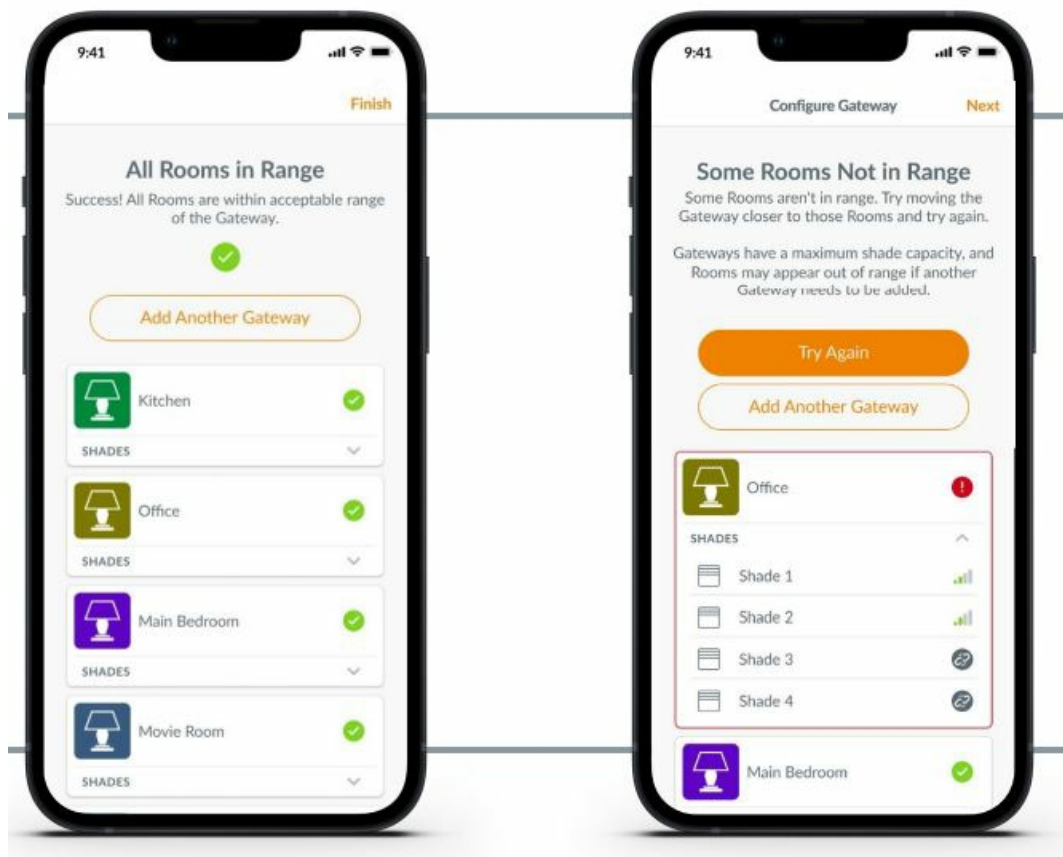 9:41
Finish
All Rooms in Range
Success! All Rooms are within acceptable range
of the Gateway.
Add Another Gateway
Kitchen
SHADES
Office
SHADES
Main Bedroom
SHADES
Movie Room
SHADES
9:41
Configure Gateway
Next
Some Rooms Not in Range
Some Rooms aren't in range. Try moving the
Gateway closer to those Rooms and try again.
Gateways have a maximum shade capacity, and
Rooms may appear out of range if another
Gateway needs to be added.
Try Again
Add Another Gateway
Office
SHADES
Shade 1
Shade 2
Shade 3
Shade 4
Main Bedroom